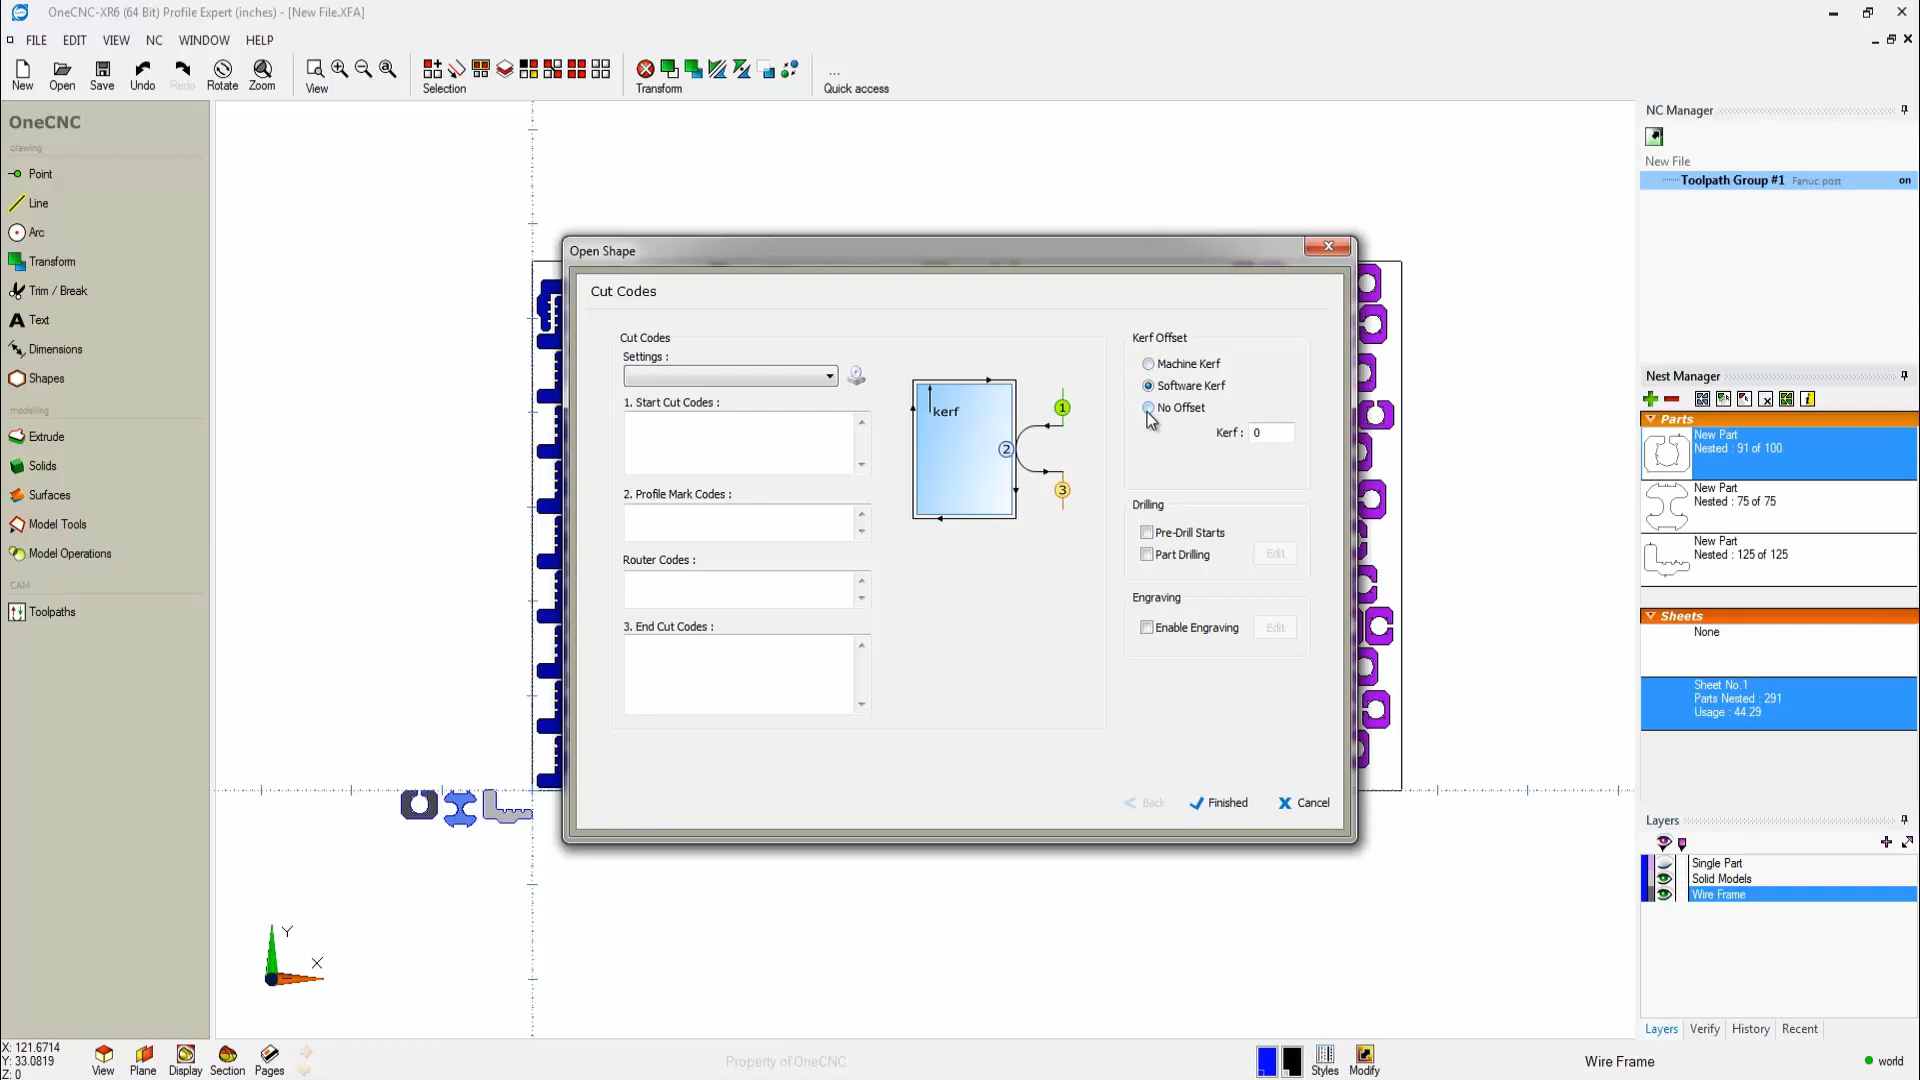 OneCNC-XR6 (64 Bit) Profile Expert (inches) - [New File.XFA]
FILE EDIT VIEW NC WINDOW HELP
New Open Save Undo Redo Rotate Zoom View Selection Transform ... Quick access
OneCNC
drawing
Point
Line
Arc
Transform
Trim / Break
Text
Dimensions
Shapes
modelling
Extrude
Solids
Surfaces
Model Tools
Model Operations
CAM
Toolpaths
Open Shape
Cut Codes
Cut Codes
Settings :
1. Start Cut Codes :
2. Profile Mark Codes :
Router Codes :
3. End Cut Codes :
kerf
1
2
3
Kerf Offset
Machine Kerf
Software Kerf
No Offset
Kerf : 0
Drilling
Pre-Drill Starts
Part Drilling Edit
Engraving
Enable Engraving Edit
< Back Finished Cancel
NC Manager
New File
Toolpath Group #1 Fanuc post on
Nest Manager
Parts
New Part
Nested : 91 of 100
New Part
Nested : 75 of 75
New Part
Nested : 125 of 125
Sheets
None
Sheet No.1
Parts Nested : 291
Usage : 44.29
Layers
Single Part
Solid Models
Wire Frame
Layers Verify History Recent
Y
X
X: 121.6714
Y: 33.0819
Z: 0
View Plane Display Section Pages
Property of OneCNC
Styles Modify
Wire Frame
world